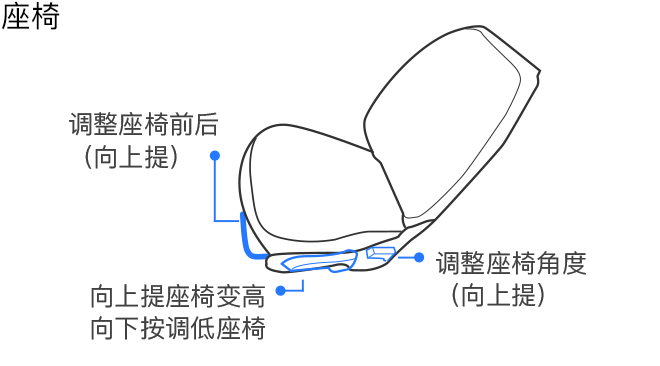 座椅
调整座椅前后
（向上提）
调整座椅角度
（向上提）
向上提座椅变高
向下按调低座椅